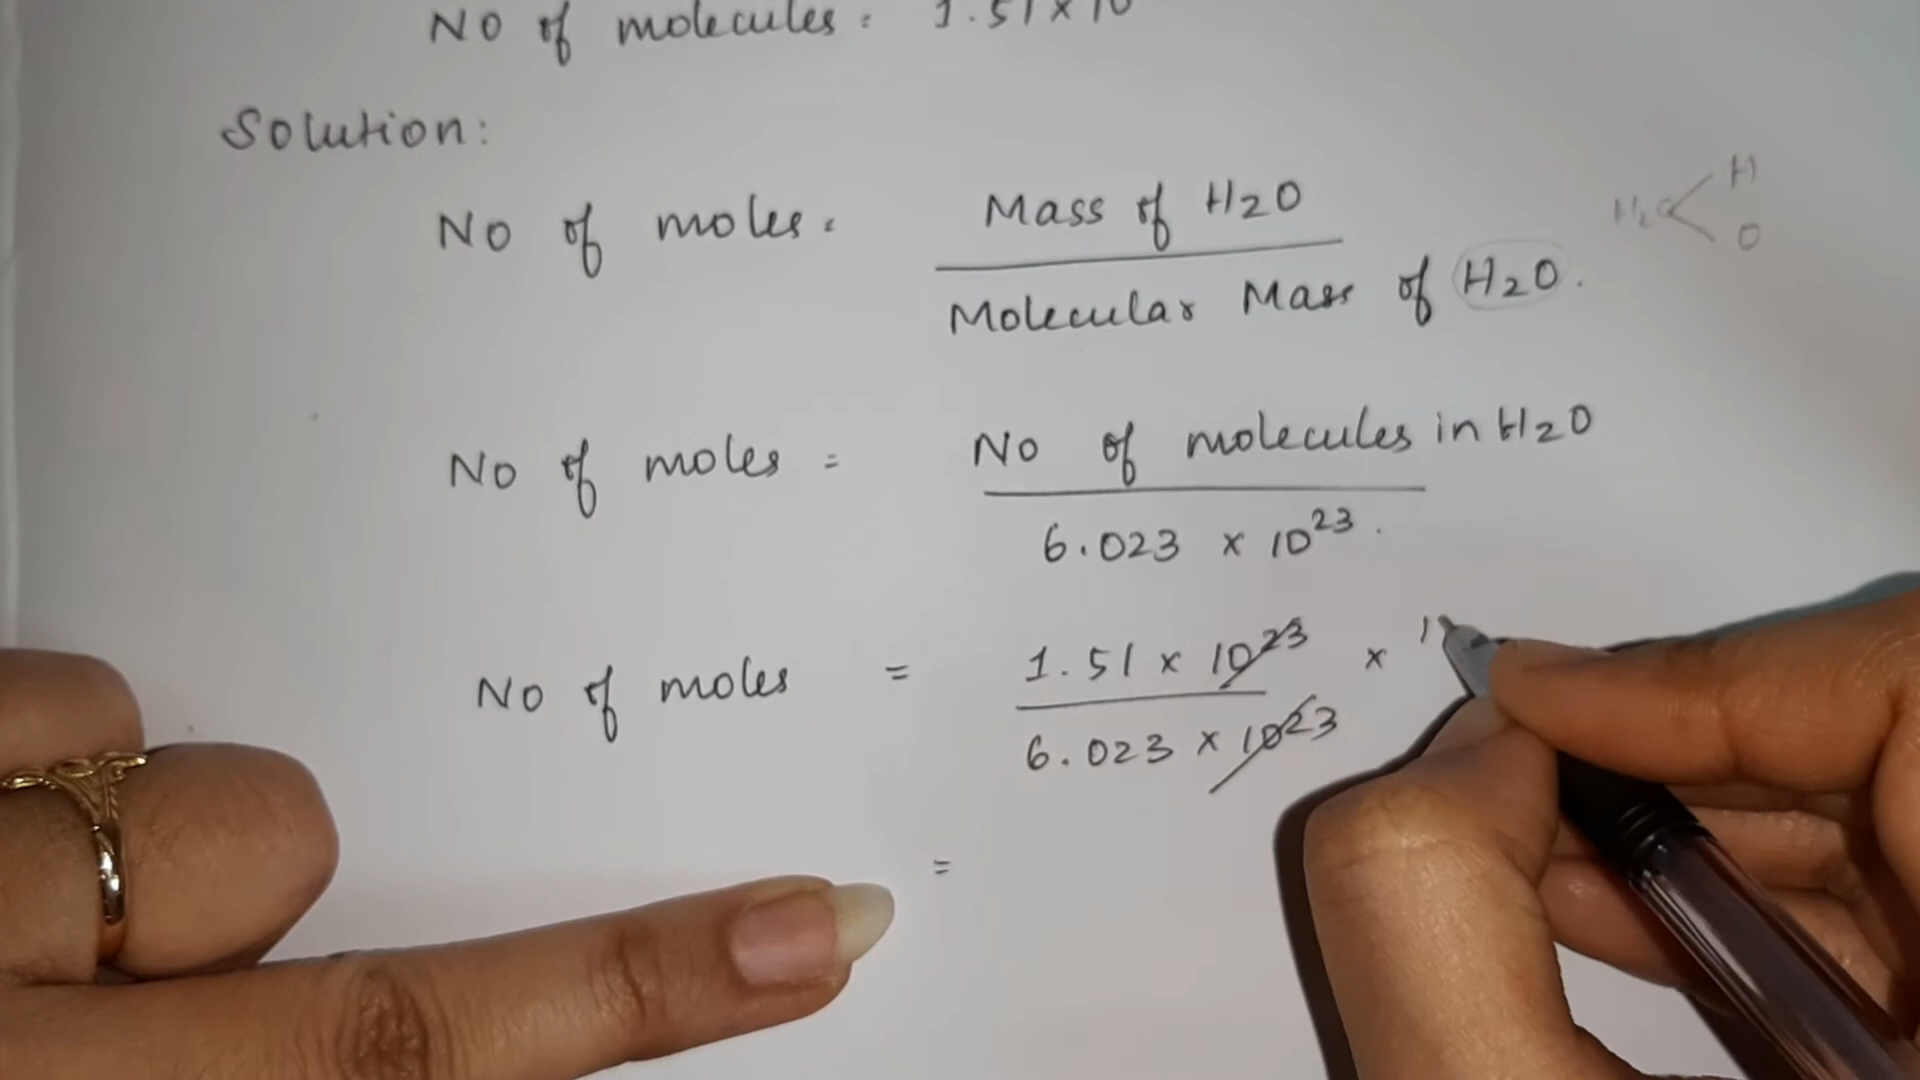 No of molecules = 1.51 x 10
Solution:
No of moles = Mass of H2O
Molecular Mass of H2O.
H2O H
O
No of moles = No of molecules in H2O
6.023 x 10^23.
No of moles = 1.51 x 10^23 x 1
6.023 x 10^23
=